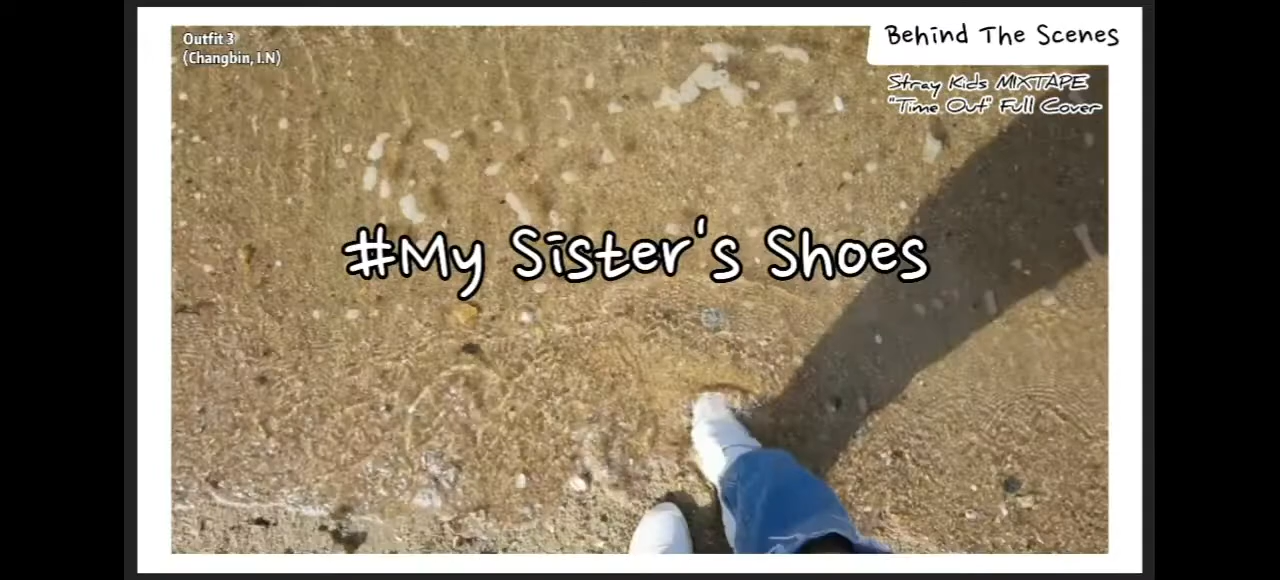 Outfit 3
(Changbin, I.N)
Behind The Scenes
Stray Kids MIXTAPE
"Time Out" Full Cover
#My Sister's Shoes